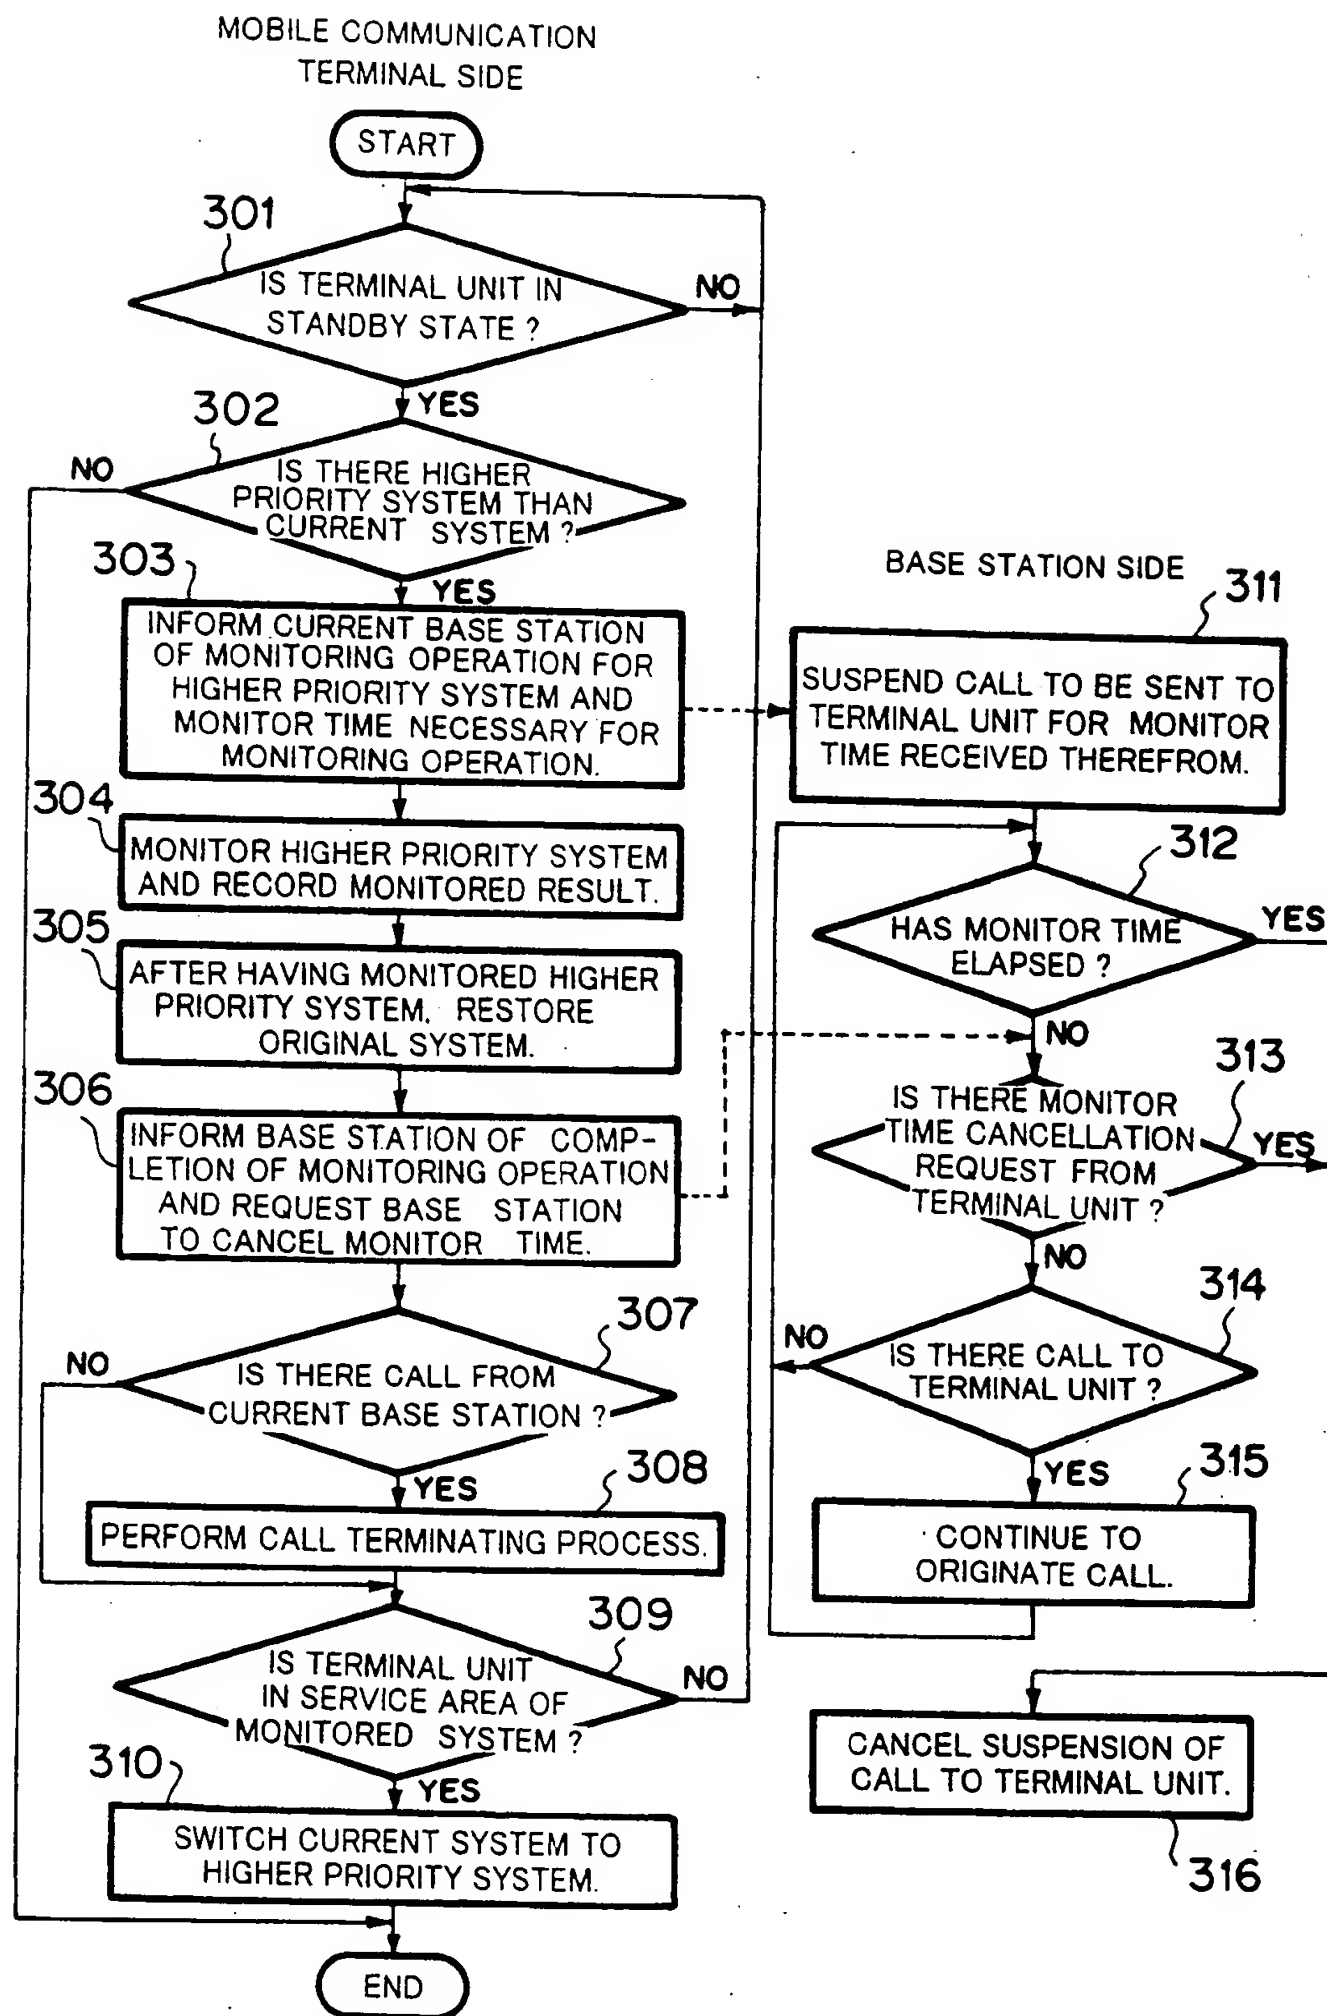 MOBILE COMMUNICATION
TERMINAL SIDE
START
301
IS TERMINAL UNIT IN
STANDBY STATE ?
NO
YES
302
IS THERE HIGHER
PRIORITY SYSTEM THAN
CURRENT SYSTEM ?
NO
YES
303
INFORM CURRENT BASE STATION
OF MONITORING OPERATION FOR
HIGHER PRIORITY SYSTEM AND
MONITOR TIME NECESSARY FOR
MONITORING OPERATION.
304
MONITOR HIGHER PRIORITY SYSTEM
AND RECORD MONITORED RESULT.
305
AFTER HAVING MONITORED HIGHER
PRIORITY SYSTEM, RESTORE
ORIGINAL SYSTEM.
306
INFORM BASE STATION OF COMP-
LETION OF MONITORING OPERATION
AND REQUEST BASE STATION
TO CANCEL MONITOR TIME.
307
NO
IS THERE CALL FROM
CURRENT BASE STATION ?
YES
308
PERFORM CALL TERMINATING PROCESS.
309
IS TERMINAL UNIT
IN SERVICE AREA OF
MONITORED SYSTEM ?
NO
YES
310
SWITCH CURRENT SYSTEM TO
HIGHER PRIORITY SYSTEM.
END
BASE STATION SIDE
311
SUSPEND CALL TO BE SENT TO
TERMINAL UNIT FOR MONITOR
TIME RECEIVED THEREFROM.
312
HAS MONITOR TIME
ELAPSED ?
YES
NO
313
IS THERE MONITOR
TIME CANCELLATION
REQUEST FROM
TERMINAL UNIT ?
YES
NO
314
NO
IS THERE CALL TO
TERMINAL UNIT ?
YES
315
CONTINUE TO
ORIGINATE CALL.
CANCEL SUSPENSION OF
CALL TO TERMINAL UNIT.
316